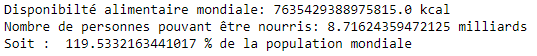 Disponibilté alimentaire mondiale: 7635429388975815.0 kcal
Nombre de personnes pouvant être nourris: 8.71624359472125 milliards
Soit :  119.5332163441017 % de la population mondiale